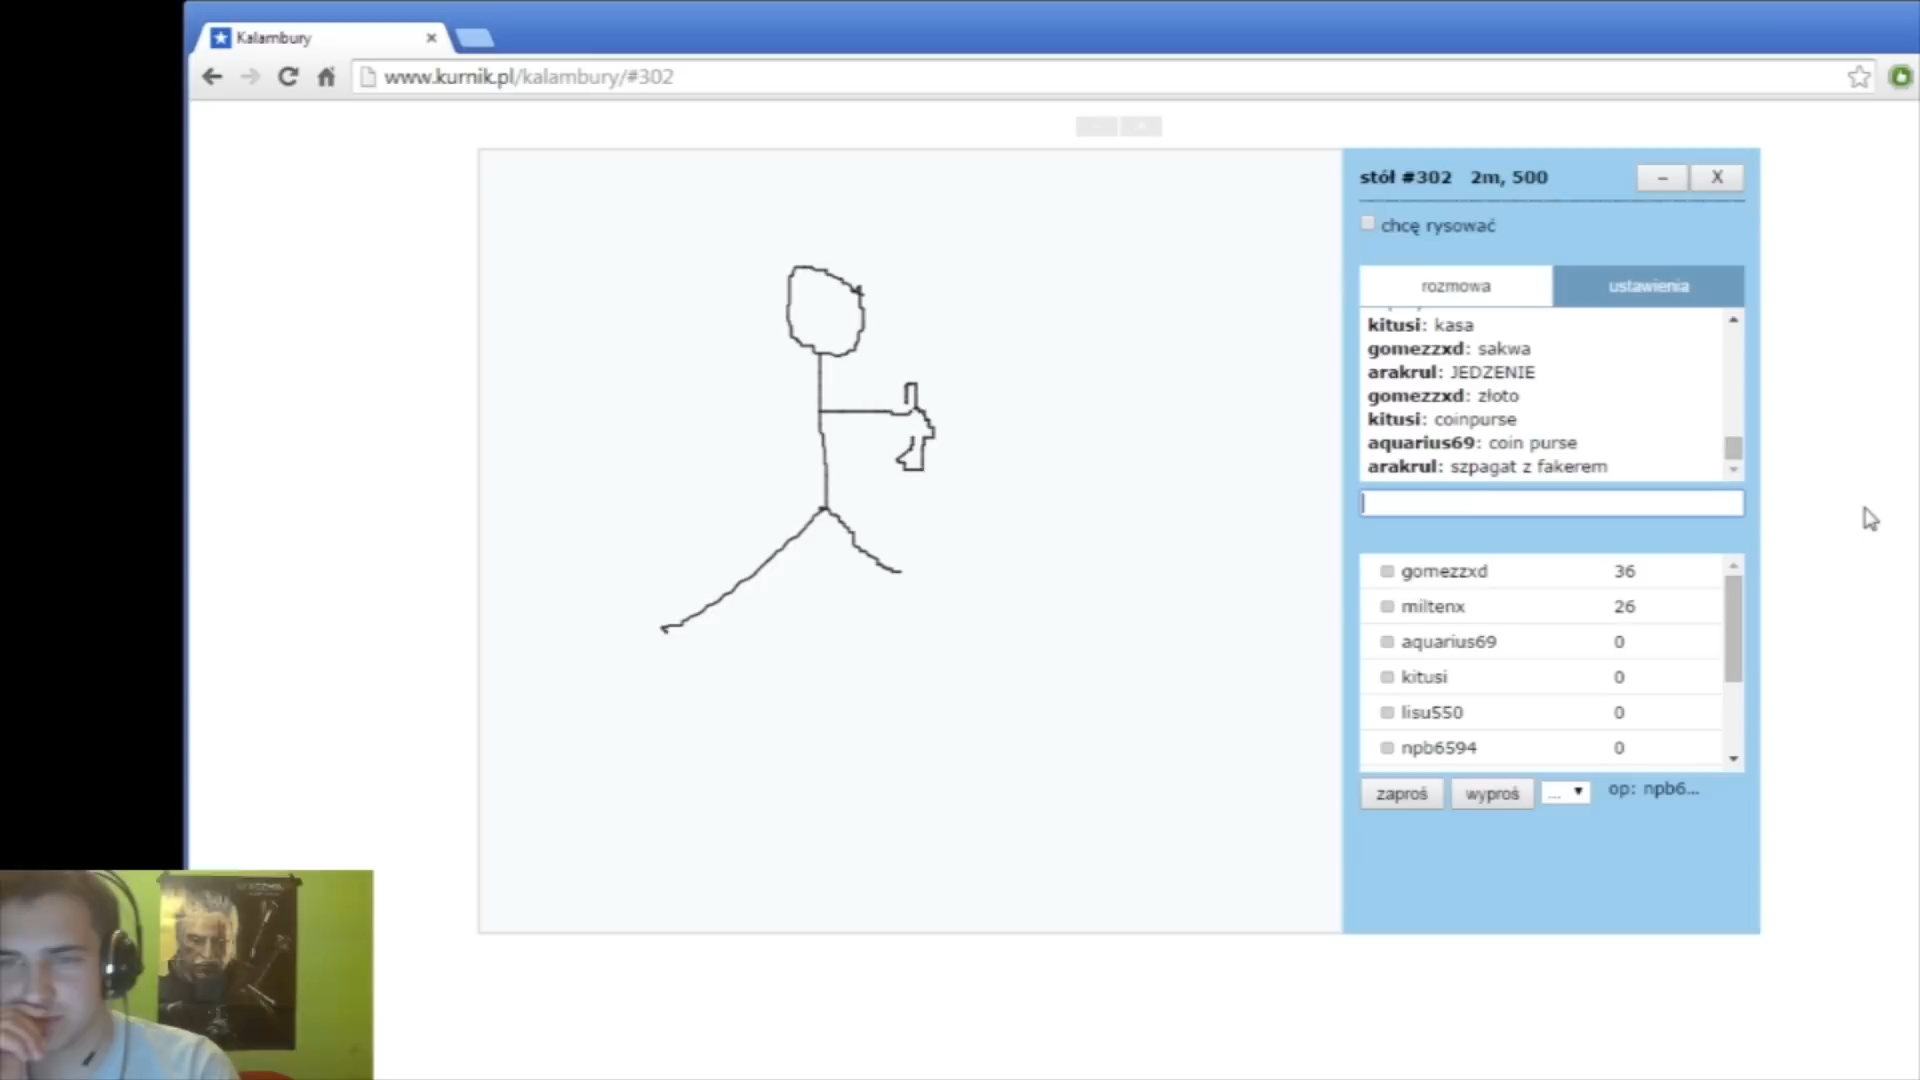 Kalambury
www.kurnik.pl/kalambury/#302
stół #302 2m, 500
– X
chcę rysować
rozmowa ustawienia
kitusi: kasa
gomezzxd: sakwa
arakrul: JEDZENIE
gomezzxd: złoto
kitusi: coinpurse
aquarius69: coin purse
arakrul: szpagat z fakerem
gomezzxd 36
miltenx 26
aquarius69 0
kitusi 0
lisu550 0
npb6594 0
zaproś wyproś ... op: npb6...